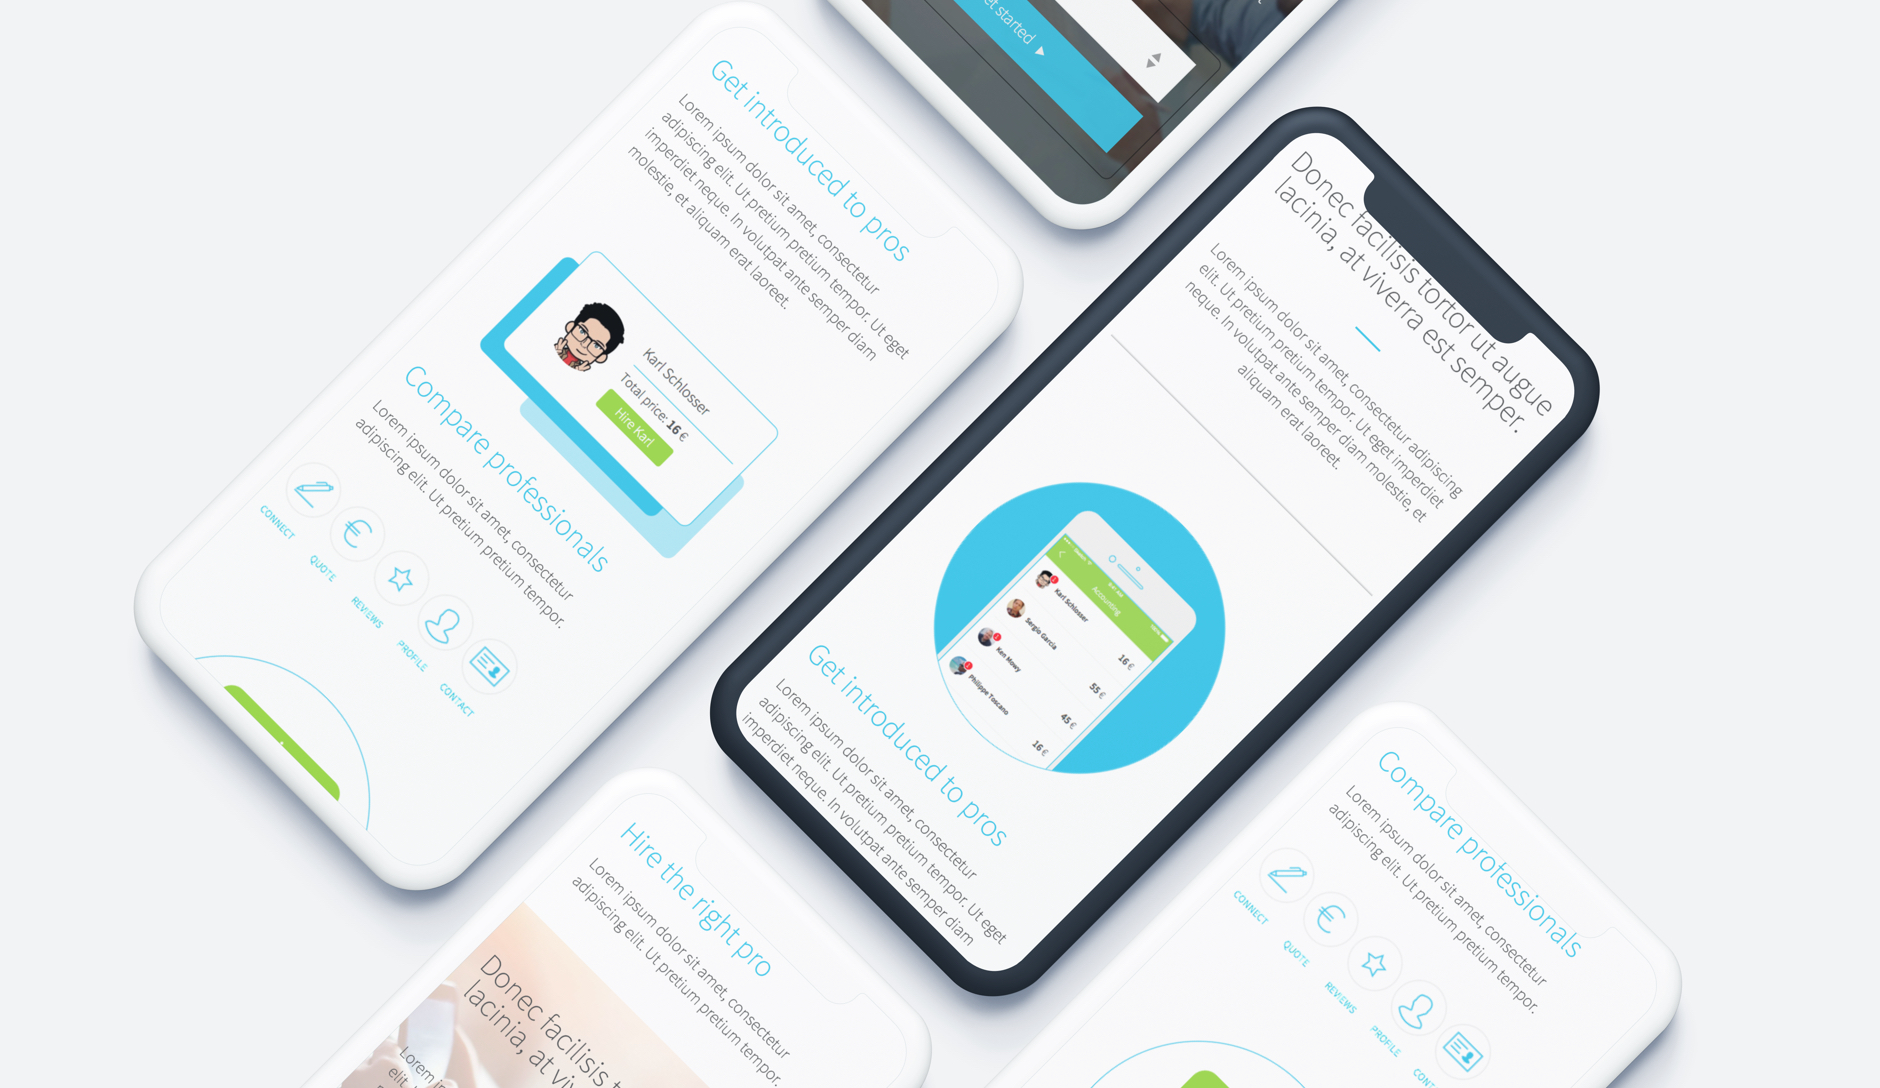 Get started ▶
Get introduced to pros
Lorem ipsum dolor sit amet, consectetur
adipiscing elit. Ut pretium pretium tempor. Ut eget
imperdiet neque. In volutpat ante semper diam
molestie, et aliquam erat laoreet.
Karl Schlosser
Total price: 16 €
Hire Karl
Compare professionals
Lorem ipsum dolor sit amet, consectetur
adipiscing elit. Ut pretium pretium tempor.
CONNECT
QUOTE
REVIEWS
PROFILE
CONTACT
Donec facilisis tortor ut augue
lacinia, at viverra est semper.
Lorem ipsum dolor sit amet, consectetur adipiscing
elit. Ut pretium pretium tempor. Ut eget imperdiet
neque. In volutpat ante semper diam molestie, et
aliquam erat laoreet.
Accounting
Karl Schlosser
16 €
Sergio Garcia
55 €
Ken Mowy
45 €
Philippe Toscano
16 €
Get introduced to pros
Lorem ipsum dolor sit amet, consectetur
adipiscing elit. Ut pretium pretium tempor. Ut eget
imperdiet neque. In volutpat ante semper diam
Hire the right pro
Lorem ipsum dolor sit amet, consectetur
adipiscing elit. Ut pretium pretium tempor.
Donec facilisis t
lacinia, at viv
Lorem ip
elit.
Compare professionals
Lorem ipsum dolor sit amet, consectetur
adipiscing elit. Ut pretium pretium tempor.
CONNECT
QUOTE
REVIEWS
PROFILE
CONT